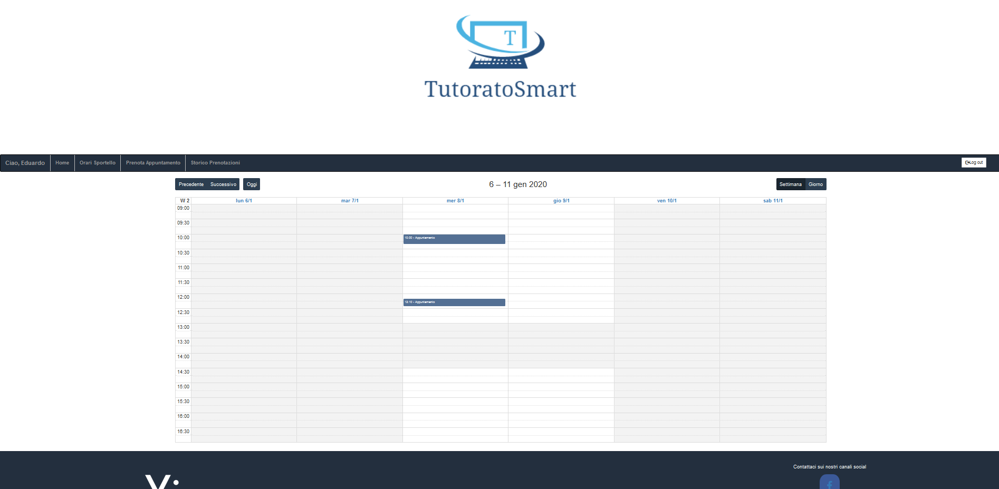 T
TutoratoSmart
Ciao, Eduardo Home Orari Sportello Prenota Appuntamento Storico Prenotazioni Log out
Precedente Successivo Oggi 6 – 11 gen 2020 Settimana Giorno
W 2 lun 6/1 mar 7/1 mer 8/1 gio 9/1 ven 10/1 sab 11/1
09:00
09:30
10:00
10:00 - Appuntamento
10:30
11:00
11:30
12:00
12:10 - Appuntamento
12:30
13:00
13:30
14:00
14:30
15:00
15:30
16:00
16:30
Contattaci sui nostri canali social